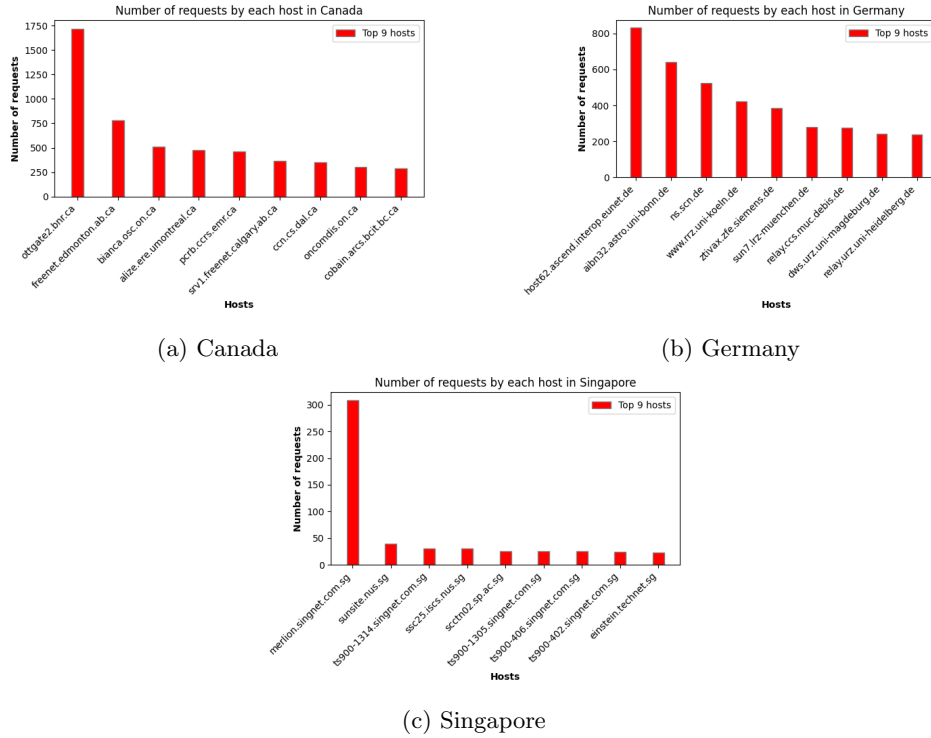 Number of requests by each host in Canada
Top 9 hosts
Number of requests
1750
1500
1250
1000
750
500
250
0
ottgate2.bnr.ca
freenet.edmonton.ab.ca
bianca.osc.on.ca
alize.ere.umontreal.ca
pcrb.ccrs.emr.ca
srv1.freenet.calgary.ab.ca
ccn.cs.dal.ca
oncomdis.on.ca
cobain.arcs.bcit.bc.ca
Hosts
(a) Canada
Number of requests by each host in Germany
Top 9 hosts
Number of requests
800
600
400
200
0
host62.ascend.interop.eunet.de
aibn32.astro.uni-bonn.de
ns.scn.de
www.rrz.uni-koeln.de
ztivax.zfe.siemens.de
sun7.lrz-muenchen.de
relay.ccs.muc.debis.de
dws.urz.uni-magdeburg.de
relay.urz.uni-heidelberg.de
Hosts
(b) Germany
Number of requests by each host in Singapore
Top 9 hosts
Number of requests
300
250
200
150
100
50
0
merlion.singnet.com.sg
sunsite.nus.sg
ts900-1314.singnet.com.sg
ssc25.iscs.nus.sg
scctn02.sp.ac.sg
ts900-1305.singnet.com.sg
ts900-406.singnet.com.sg
ts900-402.singnet.com.sg
einstein.technet.sg
Hosts
(c) Singapore